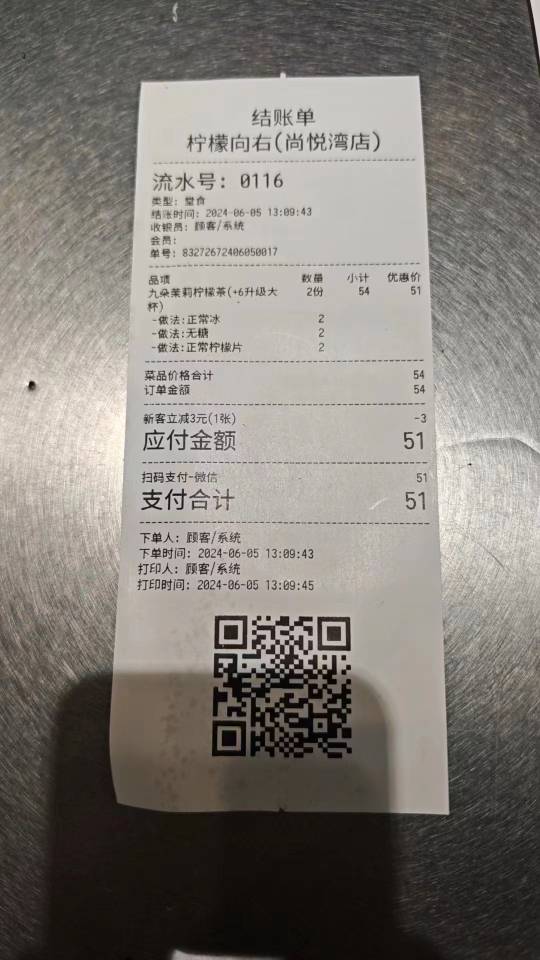 结账单
柠檬向右(尚悦湾店)
流水号: 0116
类型: 堂食
结账时间: 2024-06-05 13:09:43
收银员: 顾客/系统
会员:
单号: 83272672406050017
品项 数量 小计 优惠价
九朵茉莉柠檬茶(+6升级大 2份 54 51
杯)
-做法:正常冰 2
-做法:无糖 2
-做法:正常柠檬片 2
菜品价格合计 54
订单金额 54
新客立减3元(1张) -3
应付金额 51
扫码支付-微信 51
支付合计 51
下单人: 顾客/系统
下单时间: 2024-06-05 13:09:43
打印人: 顾客/系统
打印时间: 2024-06-05 13:09:45